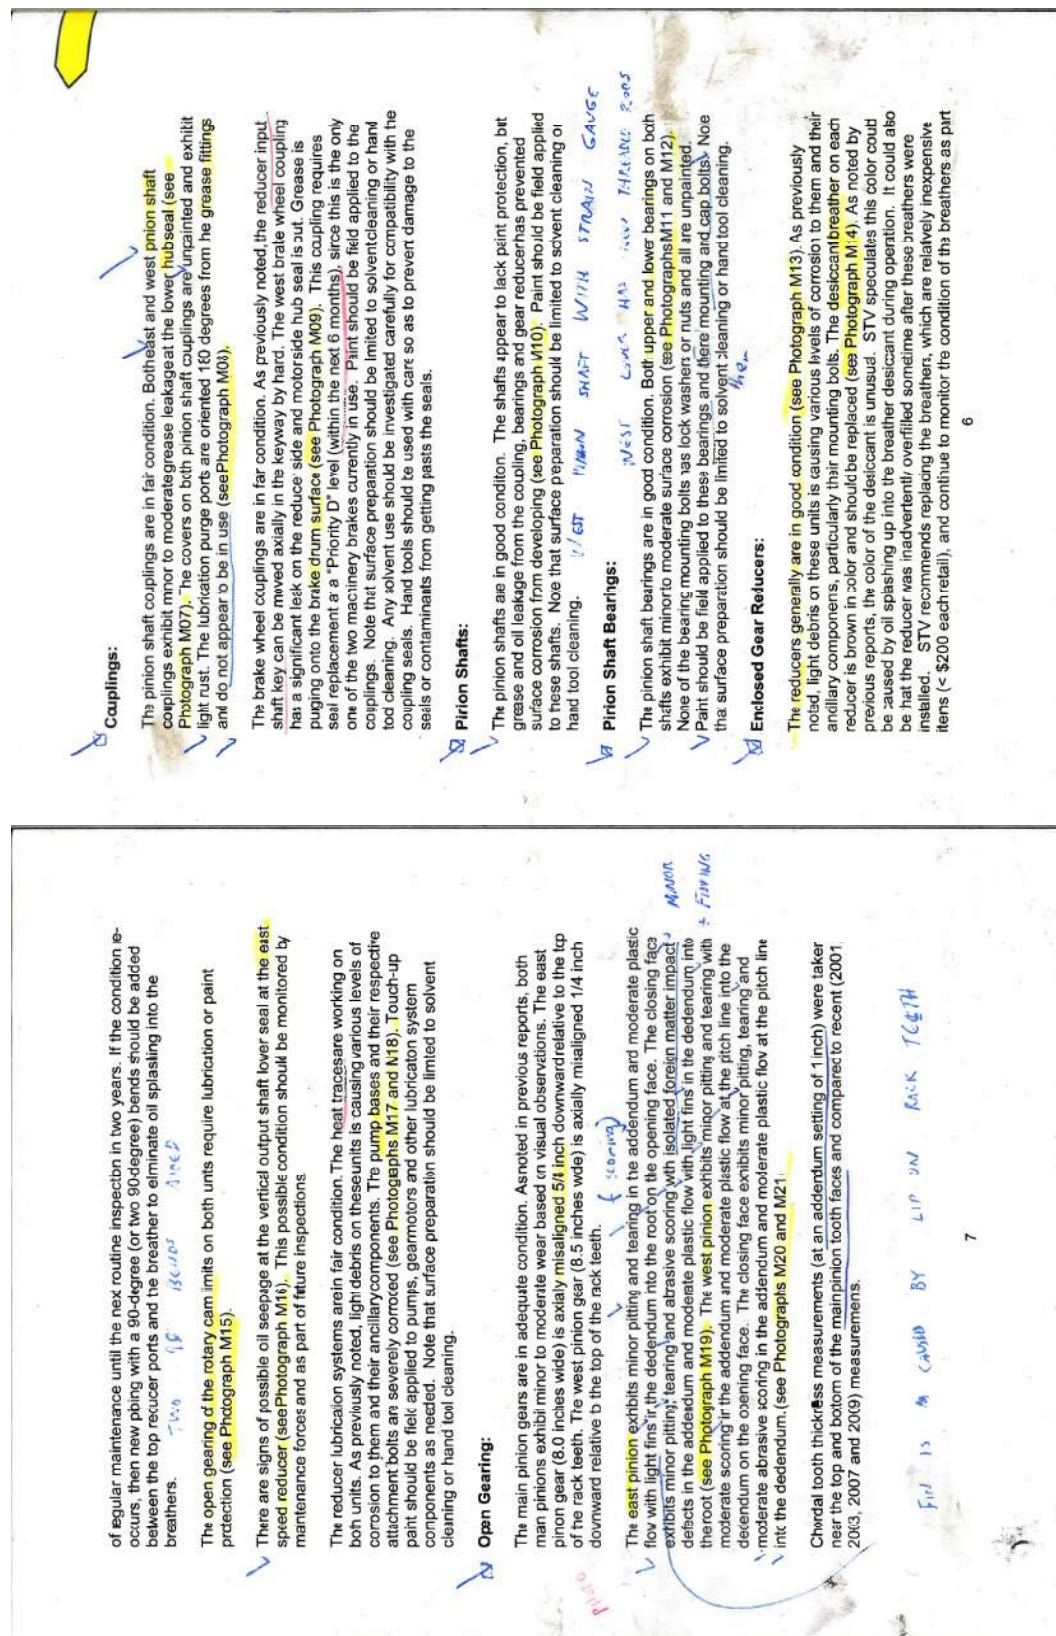 Couplings:
The pinion shaft couplings are in fair condition. Both east and west pinion shaft
couplings exhibit minor to moderate grease leakage at the lower hub seal (see
Photograph M07). The covers on both pinion shaft couplings are unpainted and exhibit
light rust. The lubrication purge ports are oriented 180 degrees from the grease fittings
and do not appear to be in use (see Photograph M08).
The brake wheel couplings are in fair condition. As previously noted, the reducer input
shaft key can be moved axially in the keyway by hard. The west brake wheel coupling
has a significant leak on the reducer side and motorside hub seal is out. Grease is
purging onto the brake drum surface (see Photograph M09). This coupling requires
seal replacement at "Priority D" level (within the next 6 months), since this is the only
one of the two machinery brakes currently in use. Paint should be field applied to the
couplings. Note that surface preparation should be limited to solvent cleaning or hand
tool cleaning. Any solvent use should be investigated carefully for compatibility with the
coupling seals. Hand tools should be used with care so as to prevent damage to the
seals or contaminants from getting pasts the seals.
Pinion Shafts:
The pinion shafts are in good condition. The shafts appear to lack paint protection, but
grease and oil leakage from the coupling, bearings and gear reducer has prevented
surface corrosion from developing (see Photograph M10). Paint should be field applied
to these shafts. Note that surface preparation should be limited to solvent cleaning or
hand tool cleaning.
WEST PINION SHAFT WITH STRAIN GAUGE
Pinion Shaft Bearings:
WEST COVER HAS NEW THREADED RODS
The pinion shaft bearings are in good condition. Both upper and lower bearings on both
shafts exhibit minor to moderate surface corrosion (see Photographs M11 and M12).
None of the bearing mounting bolts has lock washers or nuts and all are unpainted.
Paint should be field applied to these bearings and there mounting and cap bolts. Note
that surface preparation should be limited to solvent cleaning or hand tool cleaning.
them
Enclosed Gear Reducers:
The reducers generally are in good condition (see Photograph M13). As previously
noted, light debris on these units is causing various levels of corrosion to them and their
ancillary components, particularly their mounting bolts. The desiccant breather on each
reducer is brown in color and should be replaced (see Photograph M14). As noted by
previous reports, the color of the desiccant is unusual. STV speculates this color could
be caused by oil splashing up into the breather desiccant during operation. It could also
be that the reducer was inadvertently overfilled sometime after these breathers were
installed. STV recommends replacing the breathers, which are relatively inexpensive
items (< $200 each retail), and continue to monitor the condition of the breathers as part
6
of regular maintenance until the next routine inspection in two years. If the condition re-
occurs, then new piping with a 90-degree (or two 90-degree) bends should be added
between the top reducer ports and the breather to eliminate oil splasking into the
breathers.
TWO 90 BENDS ADDED
The open gearing of the rotary cam limits on both units require lubrication or paint
protection (see Photograph M15).
There are signs of possible oil seepage at the vertical output shaft lower seal at the east
speed reducer (see Photograph M16). This possible condition should be monitored by
maintenance forces and as part of future inspections
The reducer lubrication systems are in fair condition. The heat traces are working on
both units. As previously noted, light debris on these units is causing various levels of
corrosion to them and their ancillary components. The pump bases and their respective
attachment bolts are severely corroded (see Photographs M17 and M18). Touch-up
paint should be field applied to pumps, gearmotors and other lubrication system
components as needed. Note that surface preparation should be limited to solvent
cleaning or hand tool cleaning.
Open Gearing:
The main pinion gears are in adequate condition. As noted in previous reports, both
main pinions exhibit minor to moderate wear based on visual observations. The east
pinion gear (8.0 inches wide) is axially misaligned 5/8 inch downward relative to the top
of the rack teeth. The west pinion gear (8.5 inches wide) is axially misaligned 1/4 inch
downward relative to the top of the rack teeth.
PHOTO
( scoring)
The east pinion exhibits minor pitting and tearing in the addendum and moderate plastic
flow with light fins in the dedendum into the root on the opening face. The closing face
exhibits minor pitting, tearing and abrasive scoring with isolated foreign matter impact
MINOR
defects in the addendum and moderate plastic flow with light fins in the dedendum into
the root (see Photograph M19). The west pinion exhibits minor pitting and tearing with
+ FINNING
moderate scoring in the addendum and moderate plastic flow at the pitch line into the
dedendum on the opening face. The closing face exhibits minor pitting, tearing and
moderate abrasive scoring in the addendum and moderate plastic flow at the pitch line
into the dedendum. (see Photographs M20 and M21.
Chordal tooth thickness measurements (at an addendum setting of 1 inch) were taken
near the top and bottom of the main pinion tooth faces and compared to recent (2001,
2003, 2007 and 2009) measurements.
FIN IS CAUSED BY LIP ON RACK TEETH
7